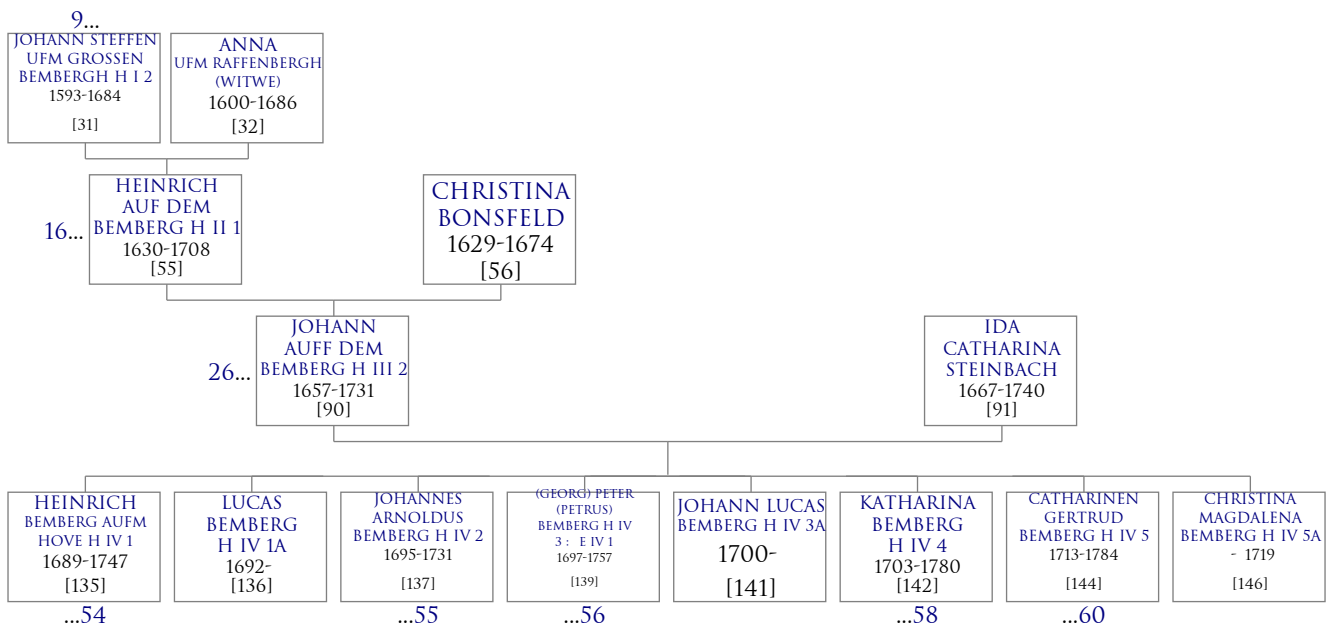 9...
JOHANN STEFFEN
UFM GROSSEN
BEMBERGH H I 2
1593-1684
[31]
ANNA
UFM RAFFENBERGH
(WITWE)
1600-1686
[32]
16...
HEINRICH
AUF DEM
BEMBERG H II 1
1630-1708
[55]
CHRISTINA
BONSFELD
1629-1674
[56]
26...
JOHANN
AUFF DEM
BEMBERG H III 2
1657-1731
[90]
IDA
CATHARINA
STEINBACH
1667-1740
[91]
HEINRICH
BEMBERG AUFM
HOVE H IV 1
1689-1747
[135]
...54
LUCAS
BEMBERG
H IV 1A
1692-
[136]
JOHANNES
ARNOLDUS
BEMBERG H IV 2
1695-1731
[137]
...55
(GEORG) PETER
(PETRUS)
BEMBERG H IV
3 : E IV 1
1697-1757
[139]
...56
JOHANN LUCAS
BEMBERG H IV 3A
1700-
[141]
KATHARINA
BEMBERG
H IV 4
1703-1780
[142]
...58
CATHARINEN
GERTRUD
BEMBERG H IV 5
1713-1784
[144]
...60
CHRISTINA
MAGDALENA
BEMBERG H IV 5A
- 1719
[146]